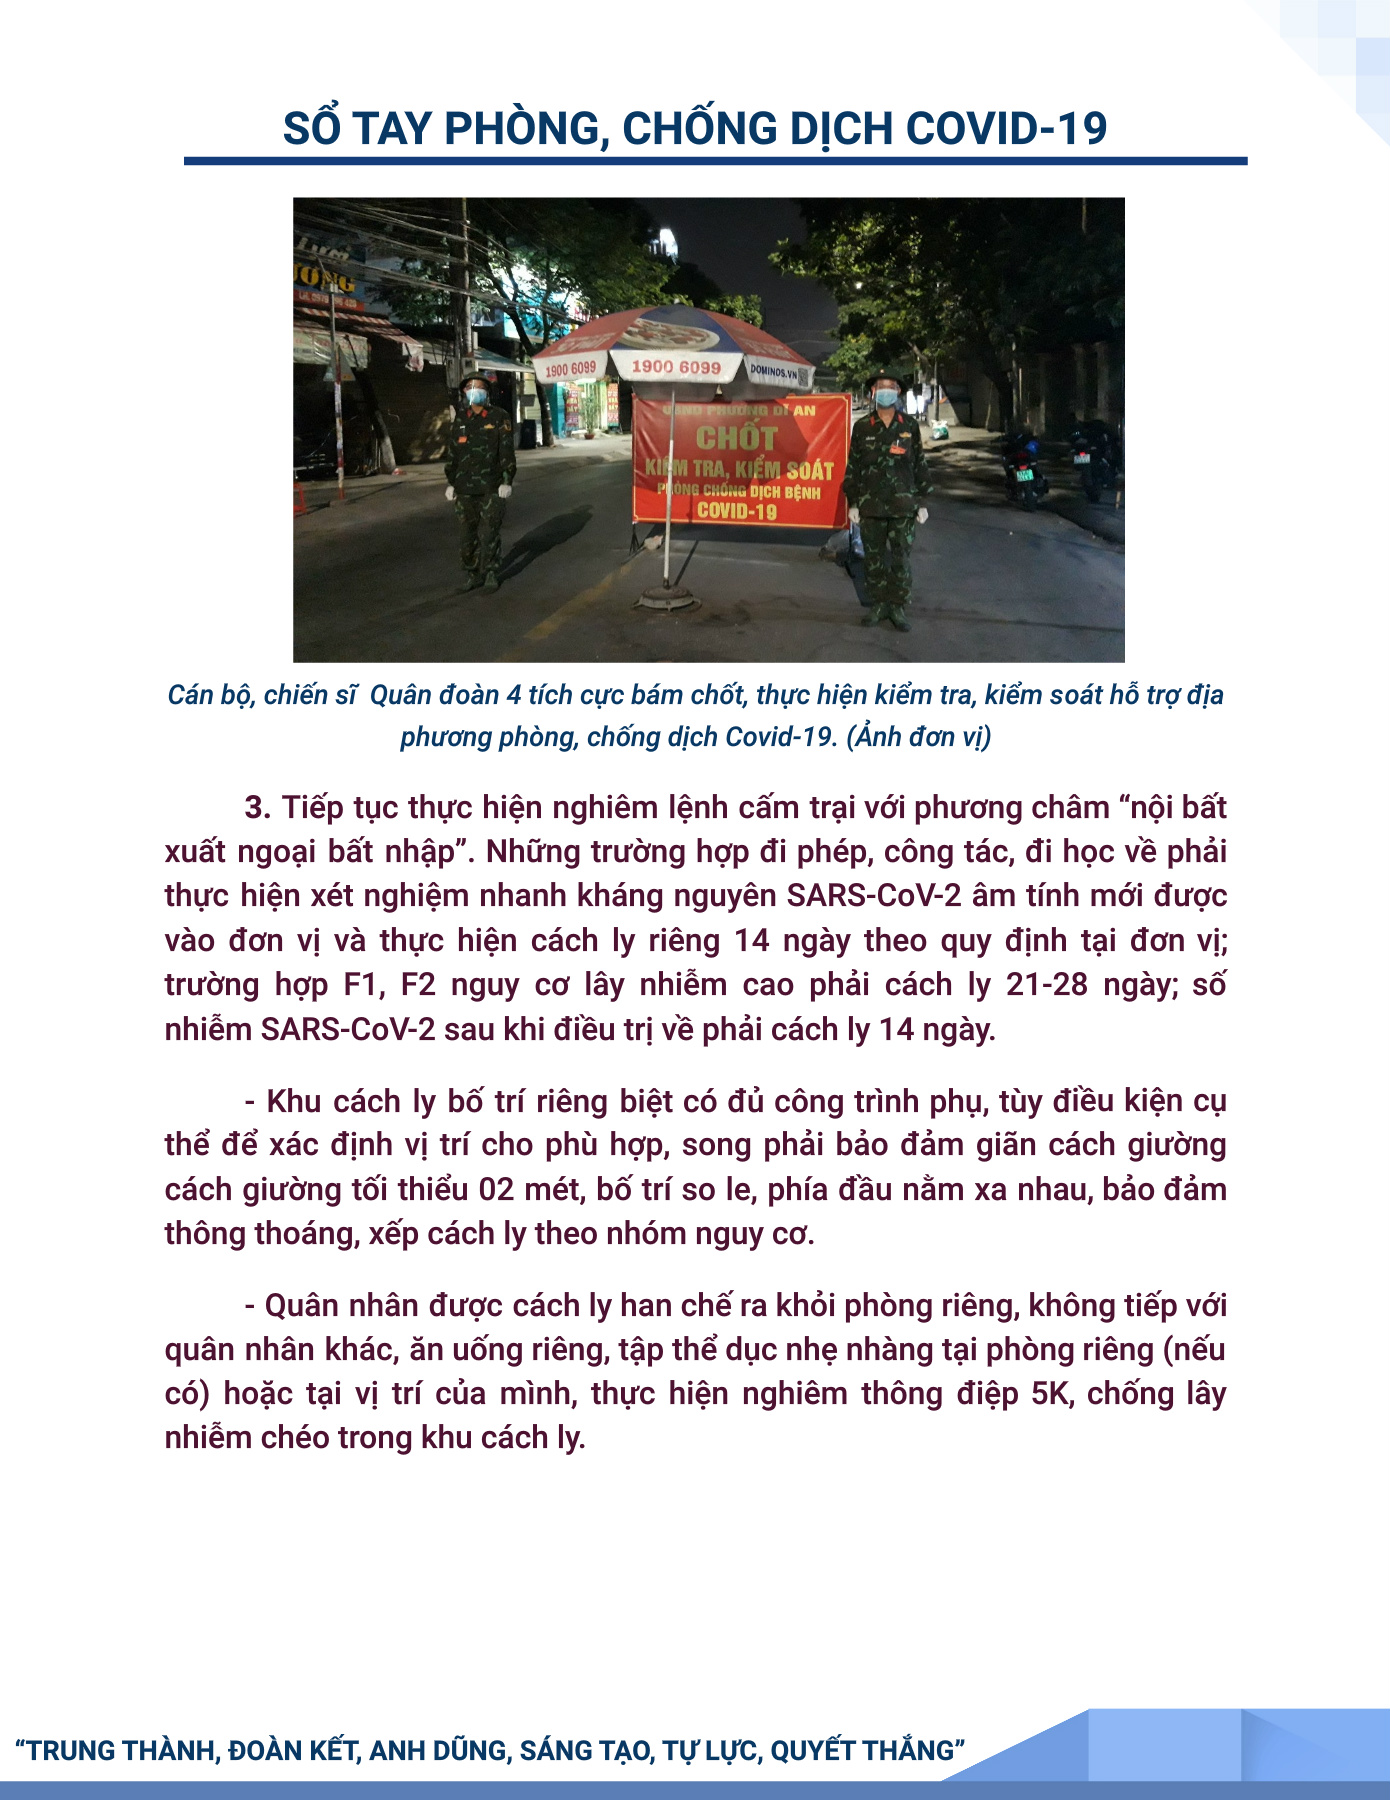 SỔ TAY PHÒNG, CHỐNG DỊCH COVID-19
1900 6099
1900 6099
DOMINOS.VN
UBND PHƯỜNG DĨ AN
CHỐT
KIỂM TRA, KIỂM SOÁT
PHÒNG CHỐNG DỊCH BỆNH
COVID-19
Cán bộ, chiến sĩ  Quân đoàn 4 tích cực bám chốt, thực hiện kiểm tra, kiểm soát hỗ trợ địa
phương phòng, chống dịch Covid-19. (Ảnh đơn vị)
3. Tiếp tục thực hiện nghiêm lệnh cấm trại với phương châm “nội bất
xuất ngoại bất nhập”. Những trường hợp đi phép, công tác, đi học về phải
thực hiện xét nghiệm nhanh kháng nguyên SARS-CoV-2 âm tính mới được
vào đơn vị và thực hiện cách ly riêng 14 ngày theo quy định tại đơn vị;
trường hợp F1, F2 nguy cơ lây nhiễm cao phải cách ly 21-28 ngày; số
nhiễm SARS-CoV-2 sau khi điều trị về phải cách ly 14 ngày.
- Khu cách ly bố trí riêng biệt có đủ công trình phụ, tùy điều kiện cụ
thể để xác định vị trí cho phù hợp, song phải bảo đảm giãn cách giường
cách giường tối thiểu 02 mét, bố trí so le, phía đầu nằm xa nhau, bảo đảm
thông thoáng, xếp cách ly theo nhóm nguy cơ.
- Quân nhân được cách ly han chế ra khỏi phòng riêng, không tiếp với
quân nhân khác, ăn uống riêng, tập thể dục nhẹ nhàng tại phòng riêng (nếu
có) hoặc tại vị trí của mình, thực hiện nghiêm thông điệp 5K, chống lây
nhiễm chéo trong khu cách ly.
“TRUNG THÀNH, ĐOÀN KẾT, ANH DŨNG, SÁNG TẠO, TỰ LỰC, QUYẾT THẮNG”